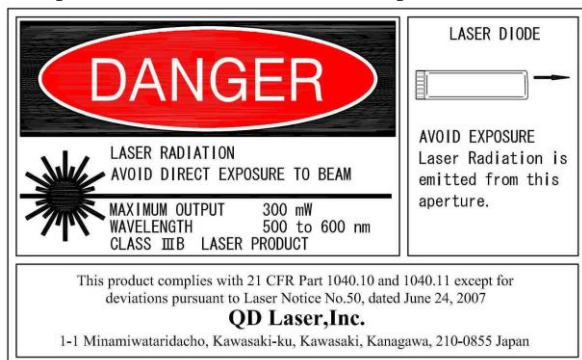 DANGER
LASER RADIATION
AVOID DIRECT EXPOSURE TO BEAM
MAXIMUM OUTPUT 300 mW
WAVELENGTH 500 to 600 nm
CLASS ⅢB LASER PRODUCT
LASER DIODE
AVOID EXPOSURE
Laser Radiation is
emitted from this
aperture.
This product complies with 21 CFR Part 1040.10 and 1040.11 except for
deviations pursuant to Laser Notice No.50, dated June 24, 2007
QD Laser,Inc.
1-1 Minamiwataridacho, Kawasaki-ku, Kawasaki, Kanagawa, 210-0855 Japan